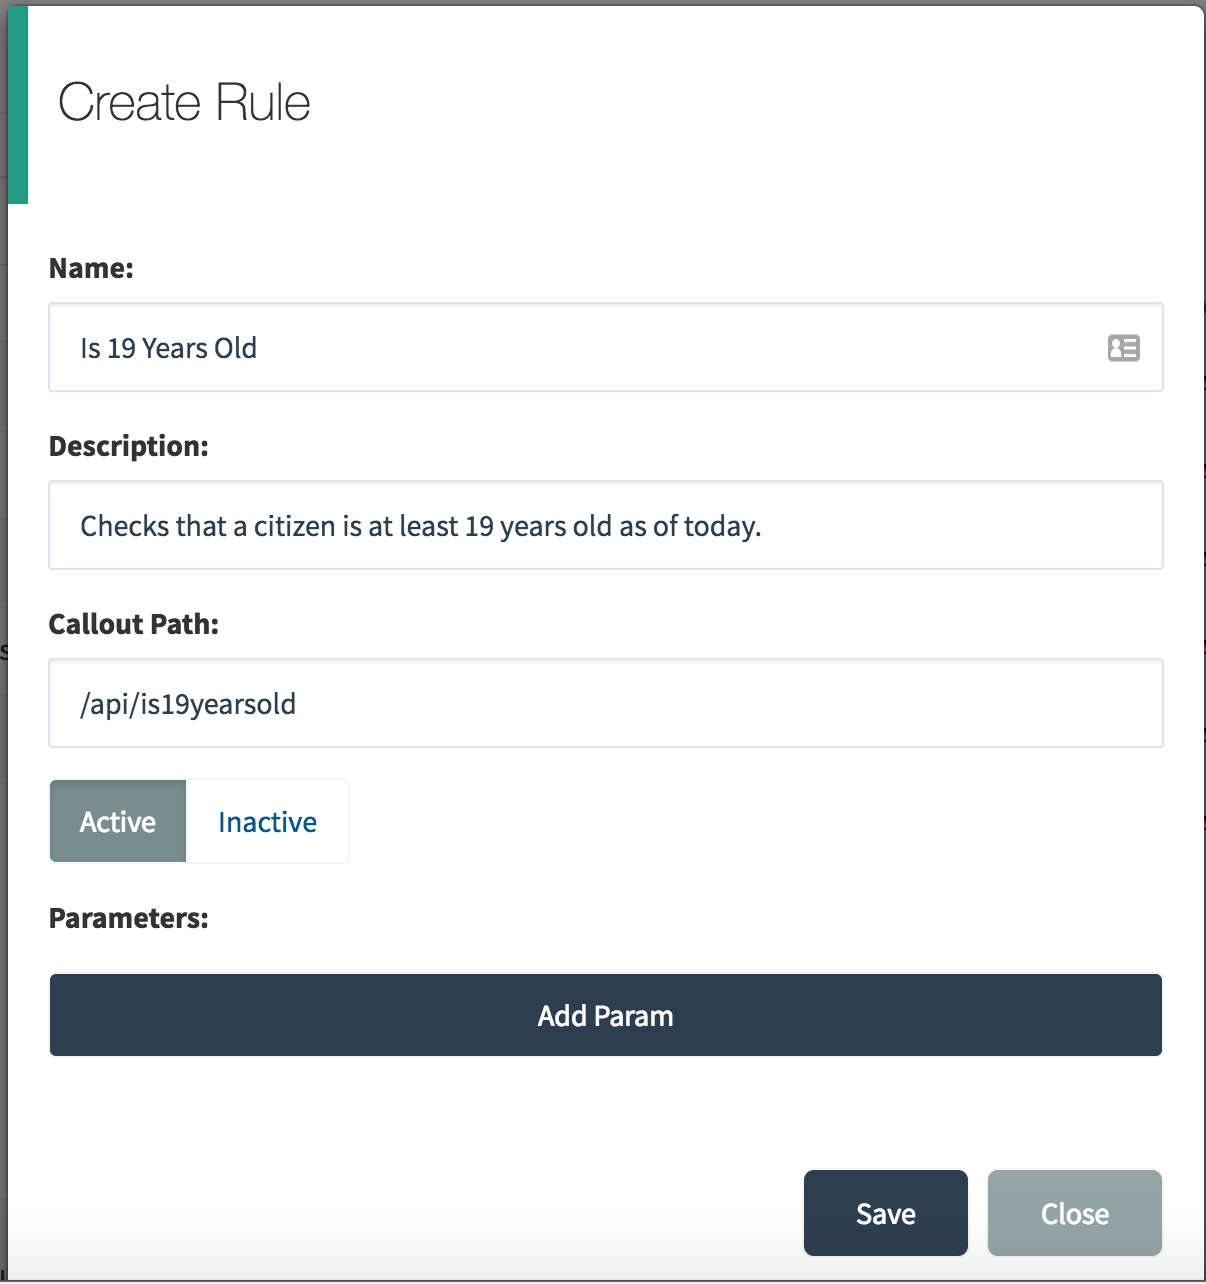 Create Rule
Name:
Is 19 Years Old
Description:
Checks that a citizen is at least 19 years old as of today.
Callout Path:
/api/is19yearsold
Active Inactive
Parameters:
Add Param
Save Close